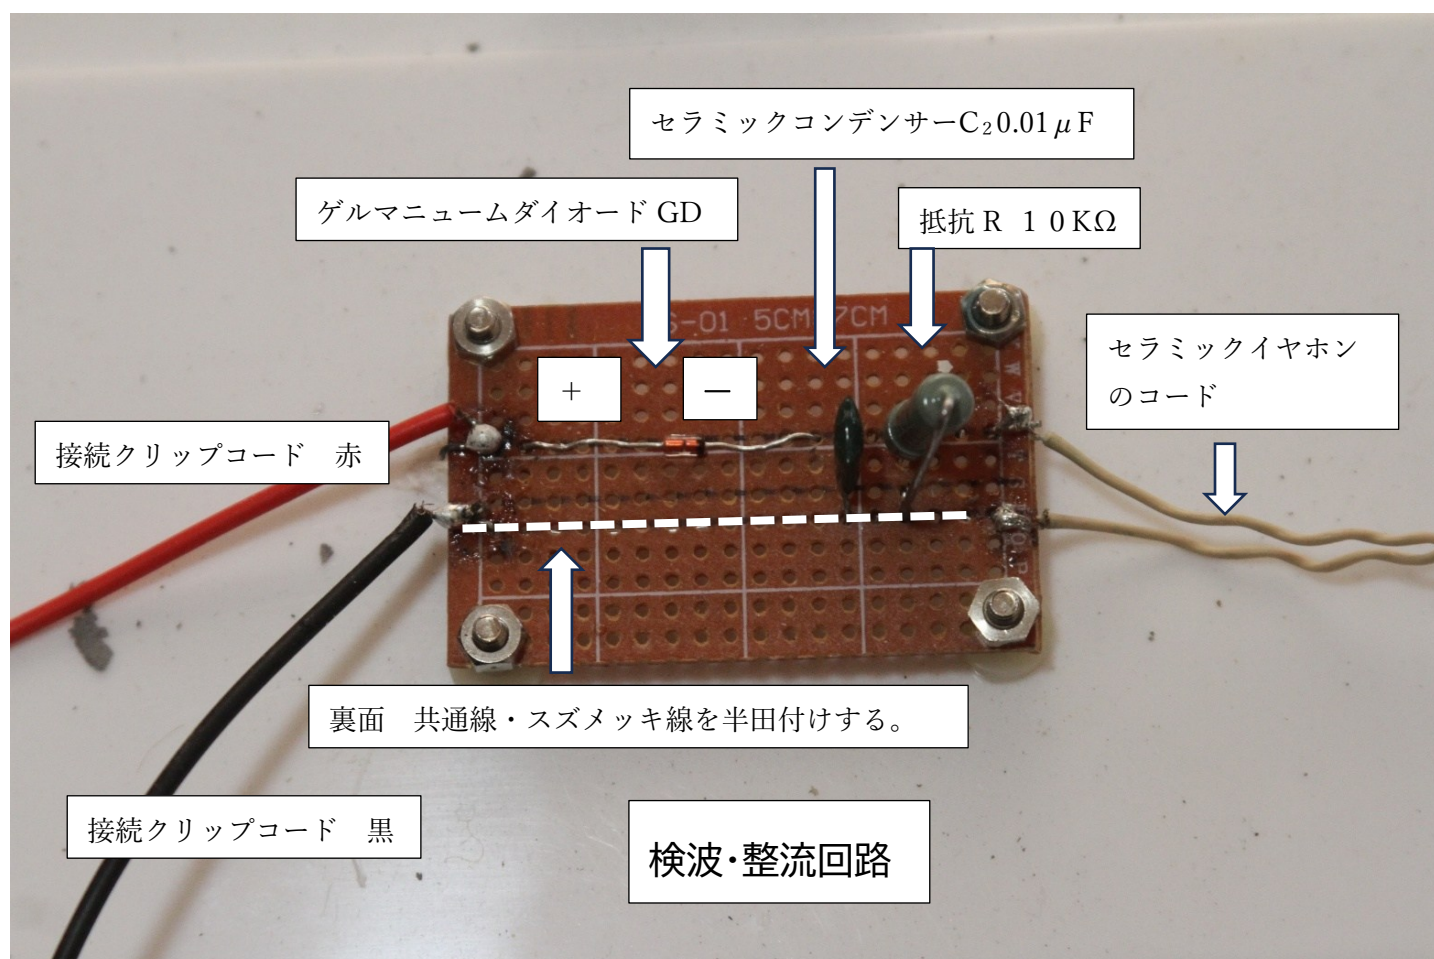 セラミックコンデンサーC₂0.01μF
ゲルマニュームダイオード GD
抵抗 R １０KΩ
S-01 5CM 7CM
セラミックイヤホン
のコード
＋
－
接続クリップコード　赤
裏面　共通線・スズメッキ線を半田付けする。
接続クリップコード　黒
検波・整流回路